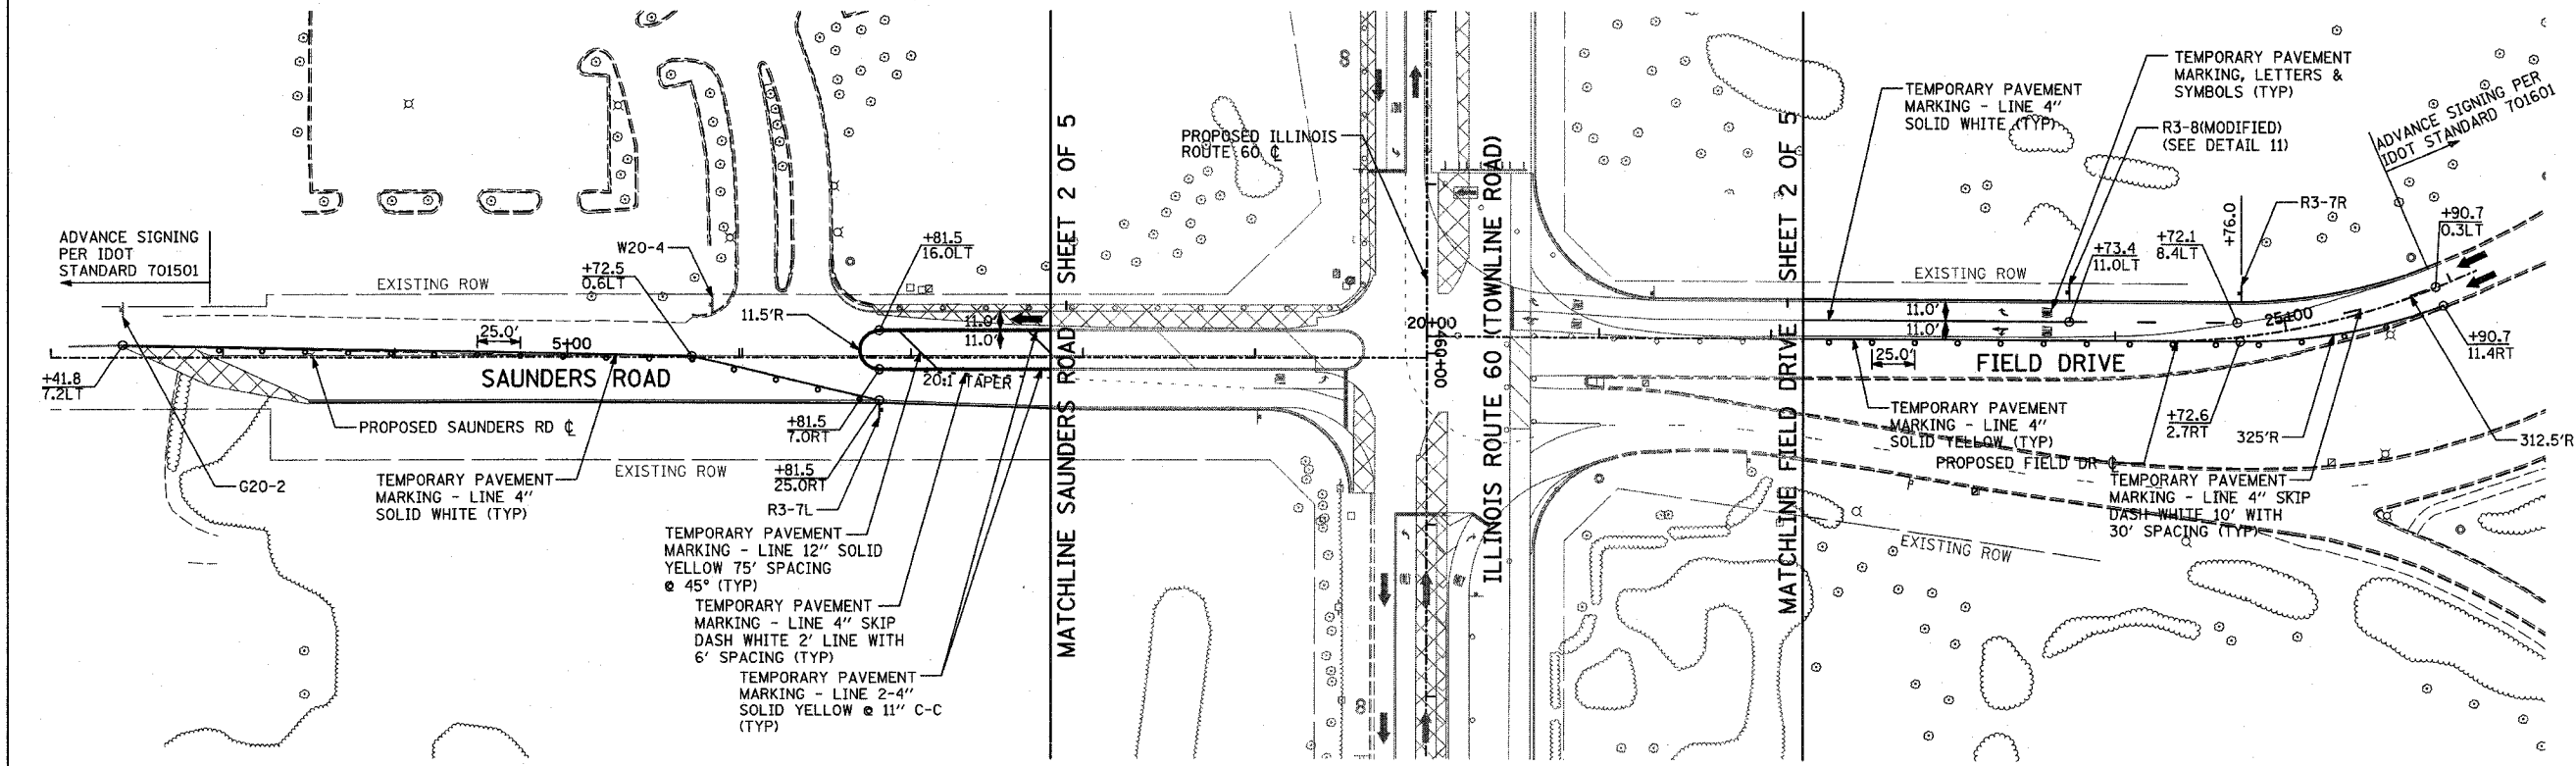 ADVANCE SIGNING
PER IDOT
STANDARD 701501
EXISTING ROW
W20-4
+72.5
0.6LT
+81.5
16.0LT
11.5'R
25.0'
5+00
11.0'
11.0'
20:1 TAPER
SAUNDERS ROAD
+41.8
7.2LT
PROPOSED SAUNDERS RD ℄
+81.5
7.0RT
EXISTING ROW
+81.5
25.0RT
G20-2
TEMPORARY PAVEMENT
MARKING - LINE 4"
SOLID WHITE (TYP)
R3-7L
TEMPORARY PAVEMENT
MARKING - LINE 12" SOLID
YELLOW 75' SPACING
@ 45° (TYP)
TEMPORARY PAVEMENT
MARKING - LINE 4" SKIP
DASH WHITE 2' LINE WITH
6' SPACING (TYP)
TEMPORARY PAVEMENT
MARKING - LINE 2-4"
SOLID YELLOW @ 11" C-C
(TYP)
MATCHLINE SAUNDERS ROAD - SHEET 2 OF 5
PROPOSED ILLINOIS
ROUTE 60 ℄
20+00
460+00
ILLINOIS ROUTE 60 (TOWNLINE ROAD)
MATCHLINE FIELD DRIVE - SHEET 2 OF 5
TEMPORARY PAVEMENT
MARKING - LINE 4"
SOLID WHITE (TYP)
TEMPORARY PAVEMENT
MARKING, LETTERS &
SYMBOLS (TYP)
R3-8(MODIFIED)
(SEE DETAIL 11)
ADVANCE SIGNING PER
IDOT STANDARD 701601
R3-7R
+90.7
0.3LT
+76.0
+72.1
8.4LT
+73.4
11.0LT
EXISTING ROW
11.0'
11.0'
25+00
25.0'
FIELD DRIVE
+90.7
11.4RT
TEMPORARY PAVEMENT
MARKING - LINE 4"
SOLID YELLOW (TYP)
+72.6
2.7RT
325'R
312.5'R
PROPOSED FIELD DR ℄
TEMPORARY PAVEMENT
MARKING - LINE 4" SKIP
DASH WHITE 10' WITH
30' SPACING (TYP)
EXISTING ROW